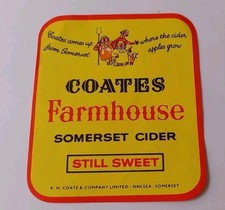 Coates comes up
from Somerset
where the cider
apples grow
COATES
Farmhouse
SOMERSET CIDER
STILL SWEET
R. N. COATE & COMPANY LIMITED - NAILSEA, SOMERSET